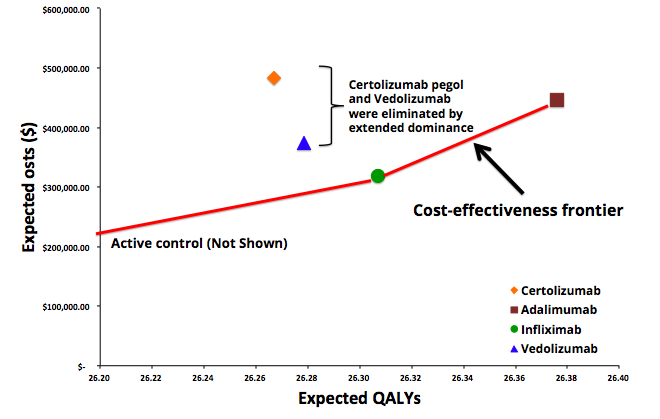 $600,000.00
$500,000.00
$400,000.00
$300,000.00
$200,000.00
$100,000.00
$-
Expected osts ($)
Certolizumab pegol
and Vedolizumab
were eliminated by
extended dominance
Cost-effectiveness frontier
Active control (Not Shown)
Certolizumab
Adalimumab
Infliximab
Vedolizumab
26.20 26.22 26.24 26.26 26.28 26.30 26.32 26.34 26.36 26.38 26.40
Expected QALYs